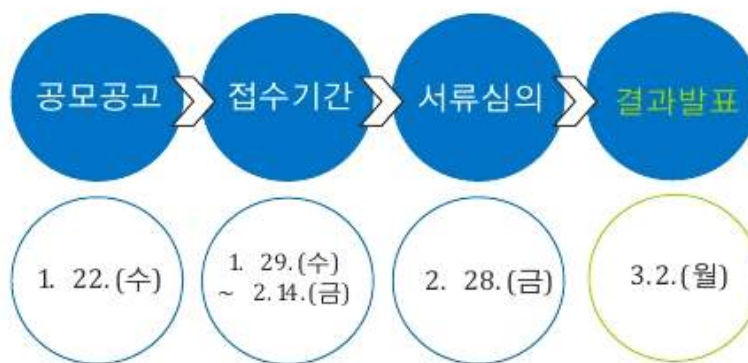 공모공고
접수기간
서류심의
결과발표
1. 22.(수)
1. 29.(수)
~ 2.14.(금)
2. 28.(금)
3.2.(월)